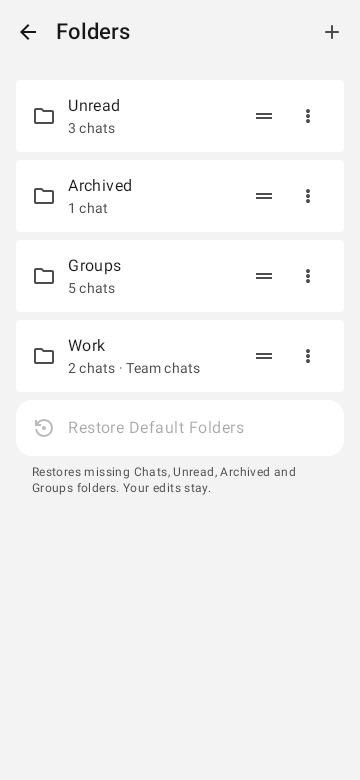 Folders
Unread
3 chats
Archived
1 chat
Groups
5 chats
Work
2 chats · Team chats
Restore Default Folders
Restores missing Chats, Unread, Archived and
Groups folders. Your edits stay.